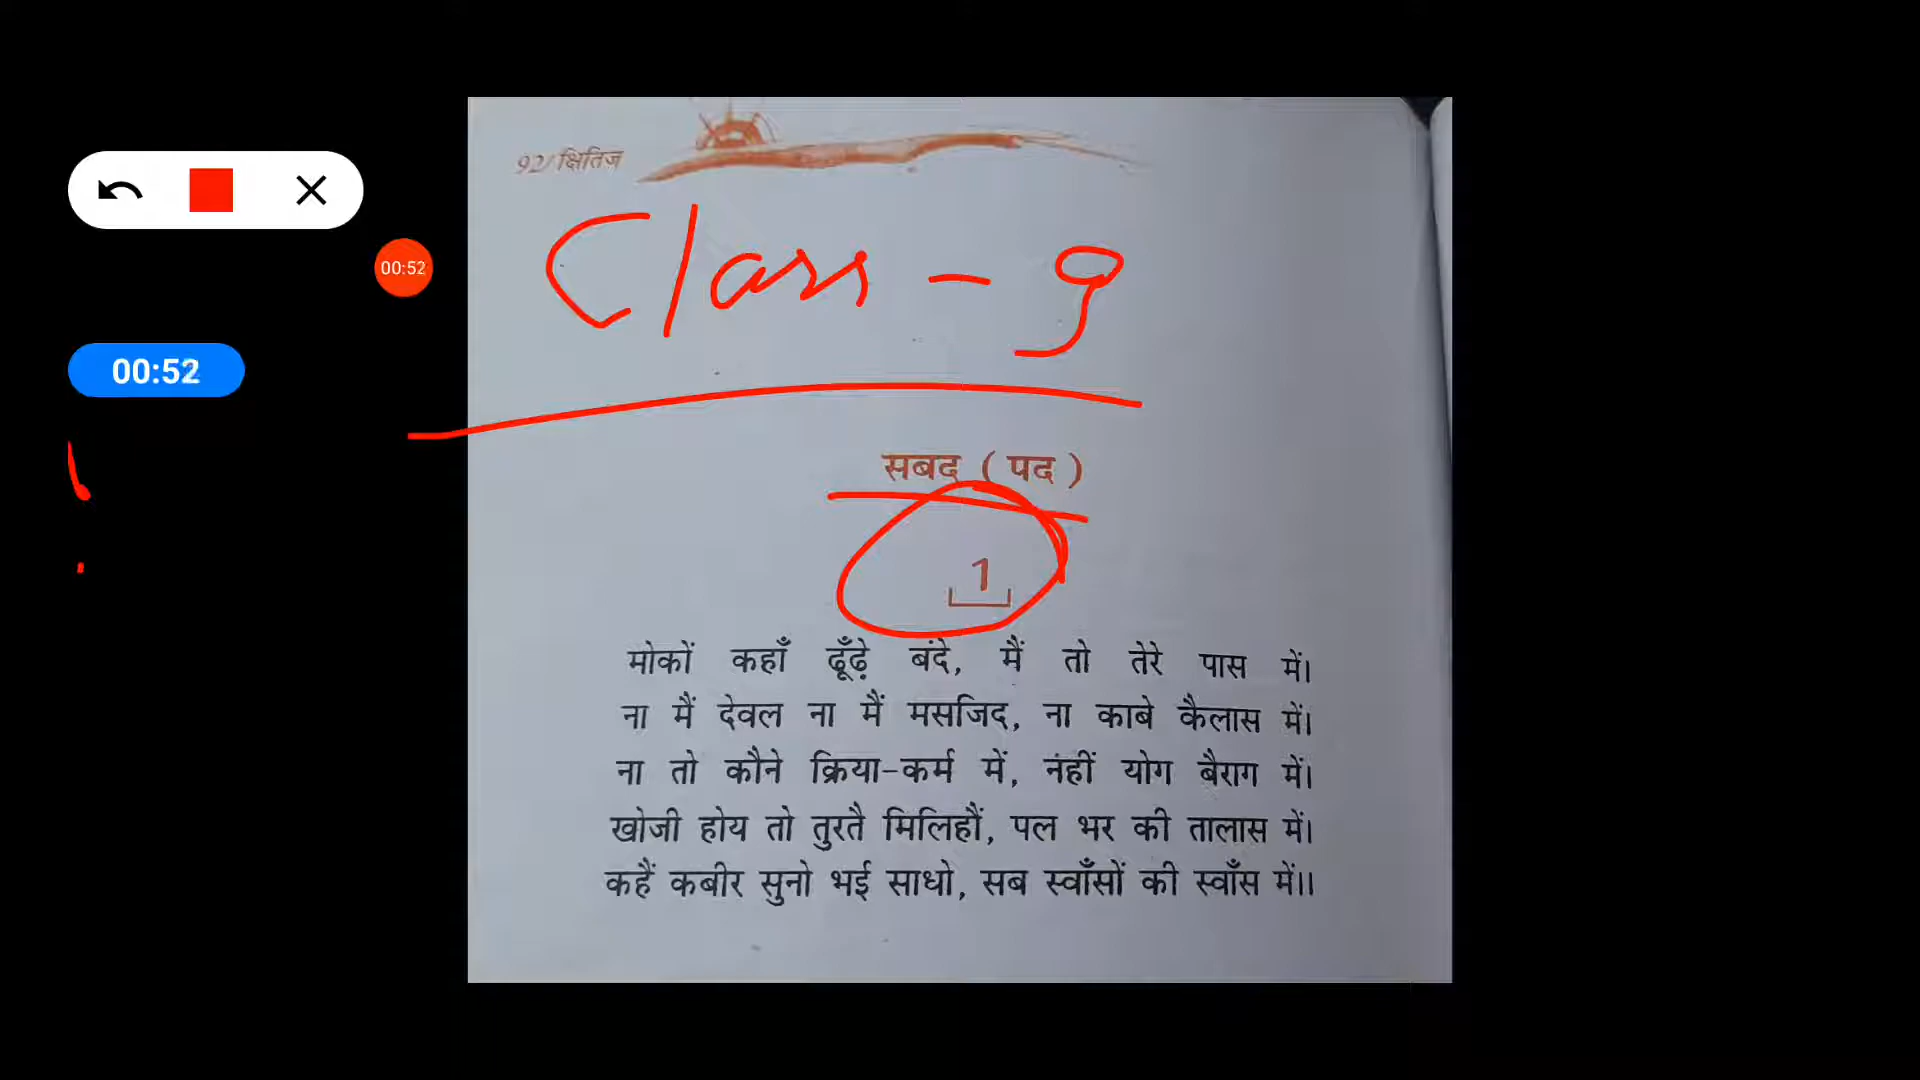 92/क्षितिज
Class - 9
00:52
00:52
सबद (पद)
1
मोकों कहाँ ढूँढ़े बंदे, मैं तो तेरे पास में।
ना मैं देवल ना मैं मसजिद, ना काबे कैलास में।
ना तो कौने क्रिया-कर्म में, नंहीं योग बैराग में।
खोजी होय तो तुरतै मिलिहौं, पल भर की तालास में।
कहैं कबीर सुनो भई साधो, सब स्वाँसों की स्वाँस में॥